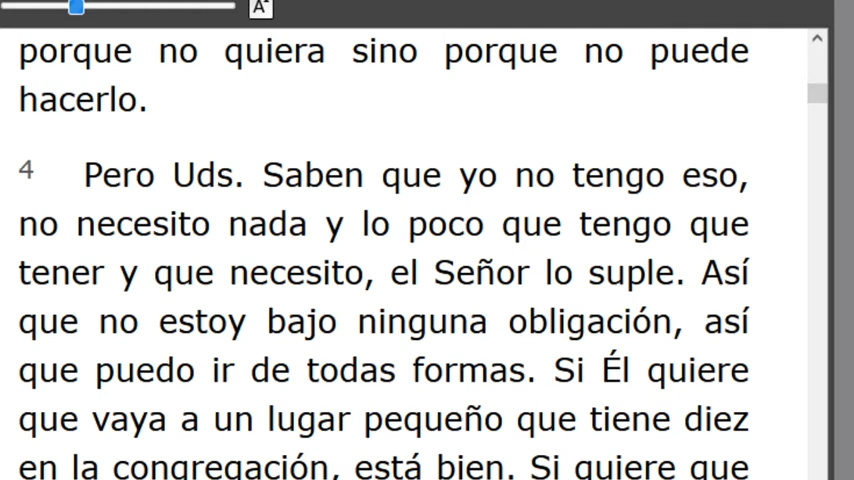 A
porque no quiera sino porque no puede
hacerlo.
4 Pero Uds. Saben que yo no tengo eso,
no necesito nada y lo poco que tengo que
tener y que necesito, el Señor lo suple. Así
que no estoy bajo ninguna obligación, así
que puedo ir de todas formas. Si Él quiere
que vaya a un lugar pequeño que tiene diez
en la congregación, está bien. Si quiere que